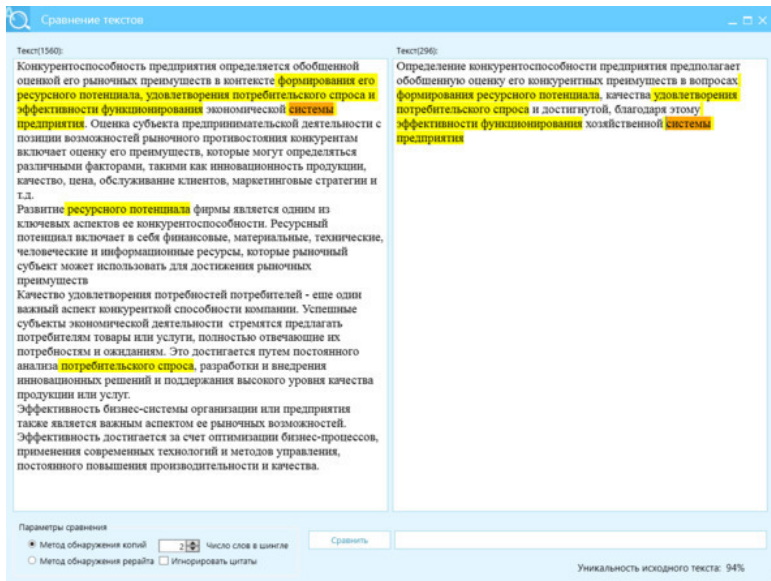 Сравнение текстов
Текст(1560):
Конкурентоспособность предприятия определяется обобщенной
оценкой его рыночных преимуществ в контексте формирования его
ресурсного потенциала, удовлетворения потребительского спроса и
эффективности функционирования экономической системы
предприятия. Оценка субъекта предпринимательской деятельности с
позиции возможностей рыночного противостояния конкурентам
включает оценку его преимуществ, которые могут определяться
различными факторами, такими как инновационность продукции,
качество, цена, обслуживание клиентов, маркетинговые стратегии и
т.д.
Развитие ресурсного потенциала фирмы является одним из
ключевых аспектов ее конкурентоспособности. Ресурсный
потенциал включает в себя финансовые, материальные, технические,
человеческие и информационные ресурсы, которые рыночный
субъект может использовать для достижения рыночных
преимуществ
Качество удовлетворения потребностей потребителей - еще один
важный аспект конкуренткой способности компании. Успешные
субъекты экономической деятельности стремятся предлагать
потребителям товары или услуги, полностью отвечающие их
потребностям и ожиданиям. Это достигается путем постоянного
анализа потребительского спроса, разработки и внедрения
инновационных решений и поддержания высокого уровня качества
продукции или услуг.
Эффективность бизнес-системы организации или предприятия
также является важным аспектом ее рыночных возможностей.
Эффективность достигается за счет оптимизации бизнес-процессов,
применения современных технологий и методов управления,
постоянного повышения производительности и качества.
Текст(296):
Определение конкурентоспособности предприятия предполагает
обобщенную оценку его конкурентных преимуществ в вопросах
формирования ресурсного потенциала, качества удовлетворения
потребительского спроса и достигнутой, благодаря этому
эффективности функционирования хозяйственной системы
предприятия
Параметры сравнения
Метод обнаружения копий 2 Число слов в шингле
Метод обнаружения рерайта Игнорировать цитаты
Сравнить
Уникальность исходного текста: 94%